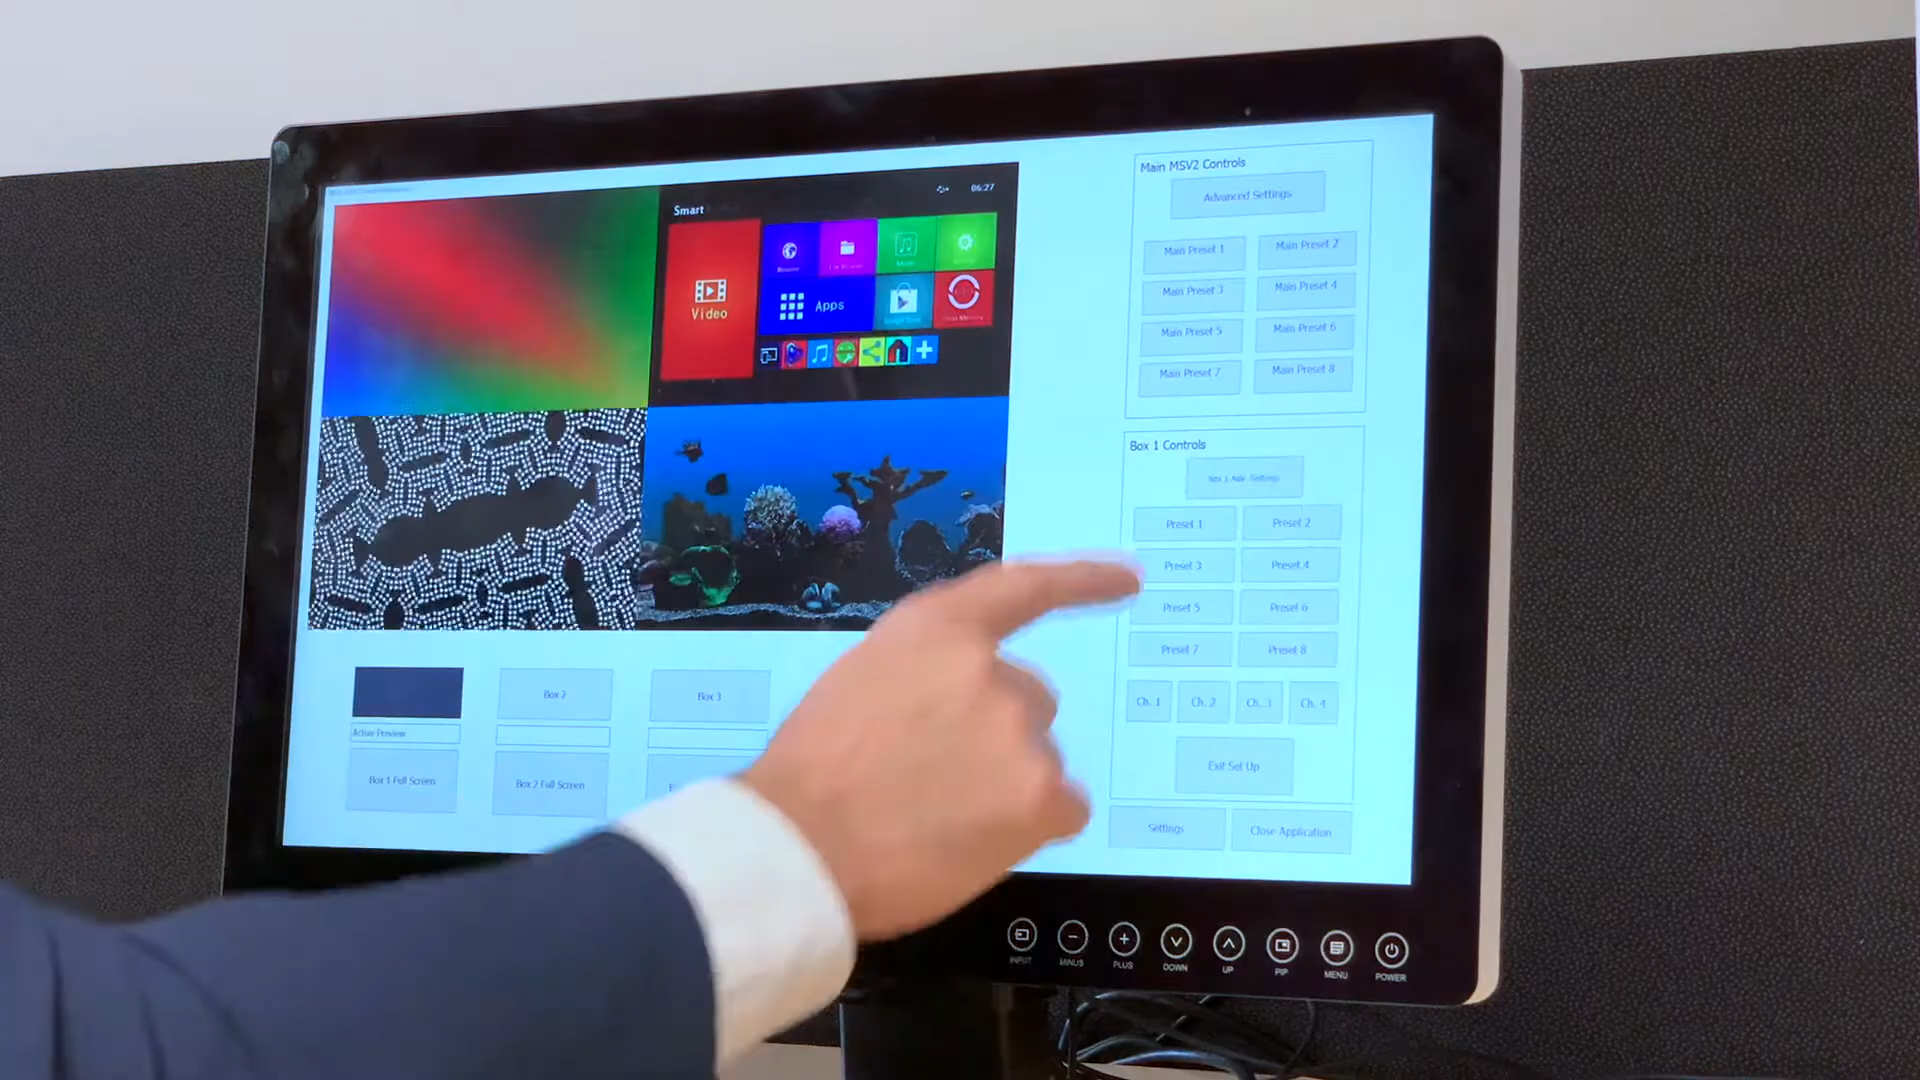 Smart
06:27
Video
Apps
Main MSV2 Controls
Advanced Settings
Main Preset 1
Main Preset 2
Main Preset 3
Main Preset 4
Main Preset 5
Main Preset 6
Main Preset 7
Main Preset 8
Box 1 Controls
Box 1 Adv. Settings
Preset 1
Preset 2
Preset 3
Preset 4
Preset 5
Preset 6
Preset 7
Preset 8
Ch. 1
Ch. 2
Ch. 3
Ch. 4
Exit Set Up
Settings
Close Application
Box 2
Box 3
Active Preview
Box 1 Full Screen
Box 2 Full Screen
INPUT
MINUS
PLUS
DOWN
UP
PIP
MENU
POWER